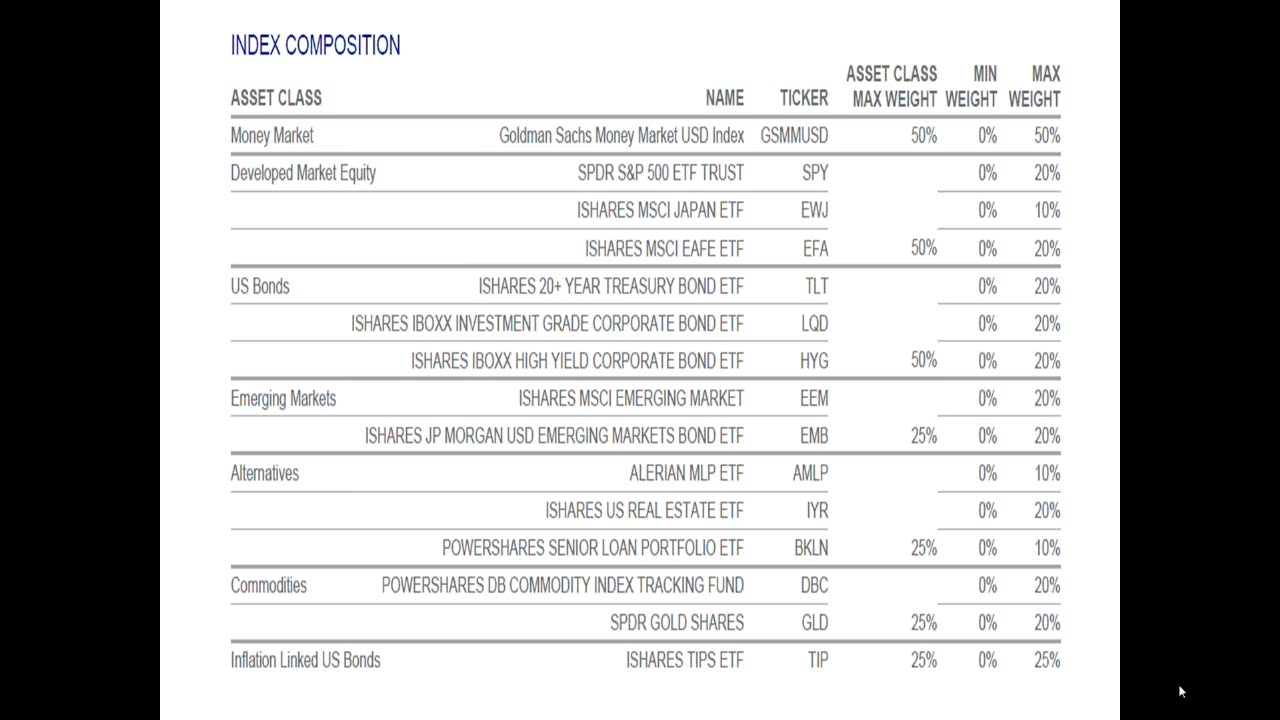 INDEX COMPOSITION
ASSET CLASS NAME TICKER ASSET CLASS MAX WEIGHT MIN WEIGHT MAX WEIGHT
Money Market Goldman Sachs Money Market USD Index GSMMUSD 50% 0% 50%
Developed Market Equity SPDR S&P 500 ETF TRUST SPY 0% 20%
ISHARES MSCI JAPAN ETF EWJ 0% 10%
ISHARES MSCI EAFE ETF EFA 50% 0% 20%
US Bonds ISHARES 20+ YEAR TREASURY BOND ETF TLT 0% 20%
ISHARES IBOXX INVESTMENT GRADE CORPORATE BOND ETF LQD 0% 20%
ISHARES IBOXX HIGH YIELD CORPORATE BOND ETF HYG 50% 0% 20%
Emerging Markets ISHARES MSCI EMERGING MARKET EEM 0% 20%
ISHARES JP MORGAN USD EMERGING MARKETS BOND ETF EMB 25% 0% 20%
Alternatives ALERIAN MLP ETF AMLP 0% 10%
ISHARES US REAL ESTATE ETF IYR 0% 20%
POWERSHARES SENIOR LOAN PORTFOLIO ETF BKLN 25% 0% 10%
Commodities POWERSHARES DB COMMODITY INDEX TRACKING FUND DBC 0% 20%
SPDR GOLD SHARES GLD 25% 0% 20%
Inflation Linked US Bonds ISHARES TIPS ETF TIP 25% 0% 25%